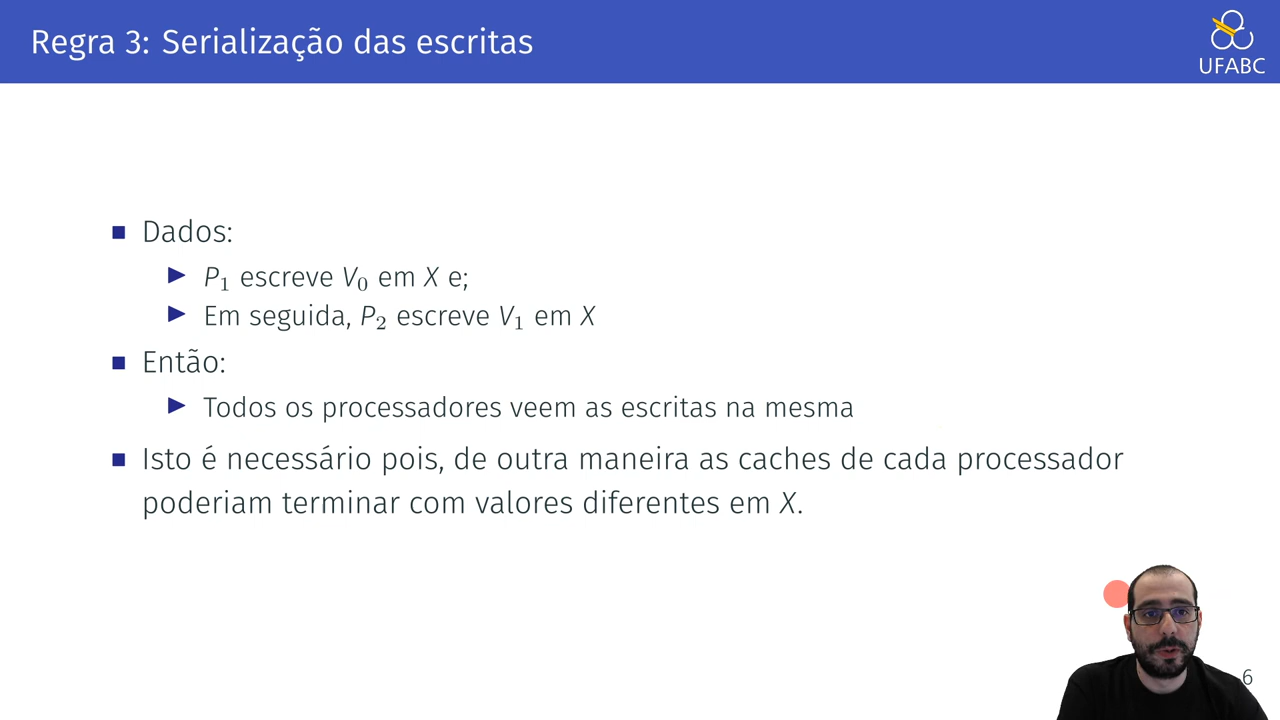 Regra 3: Serialização das escritas
UFABC
Dados:
P₁ escreve V₀ em X e;
Em seguida, P₂ escreve V₁ em X
Então:
Todos os processadores veem as escritas na mesma
Isto é necessário pois, de outra maneira as caches de cada processador
poderiam terminar com valores diferentes em X.
6